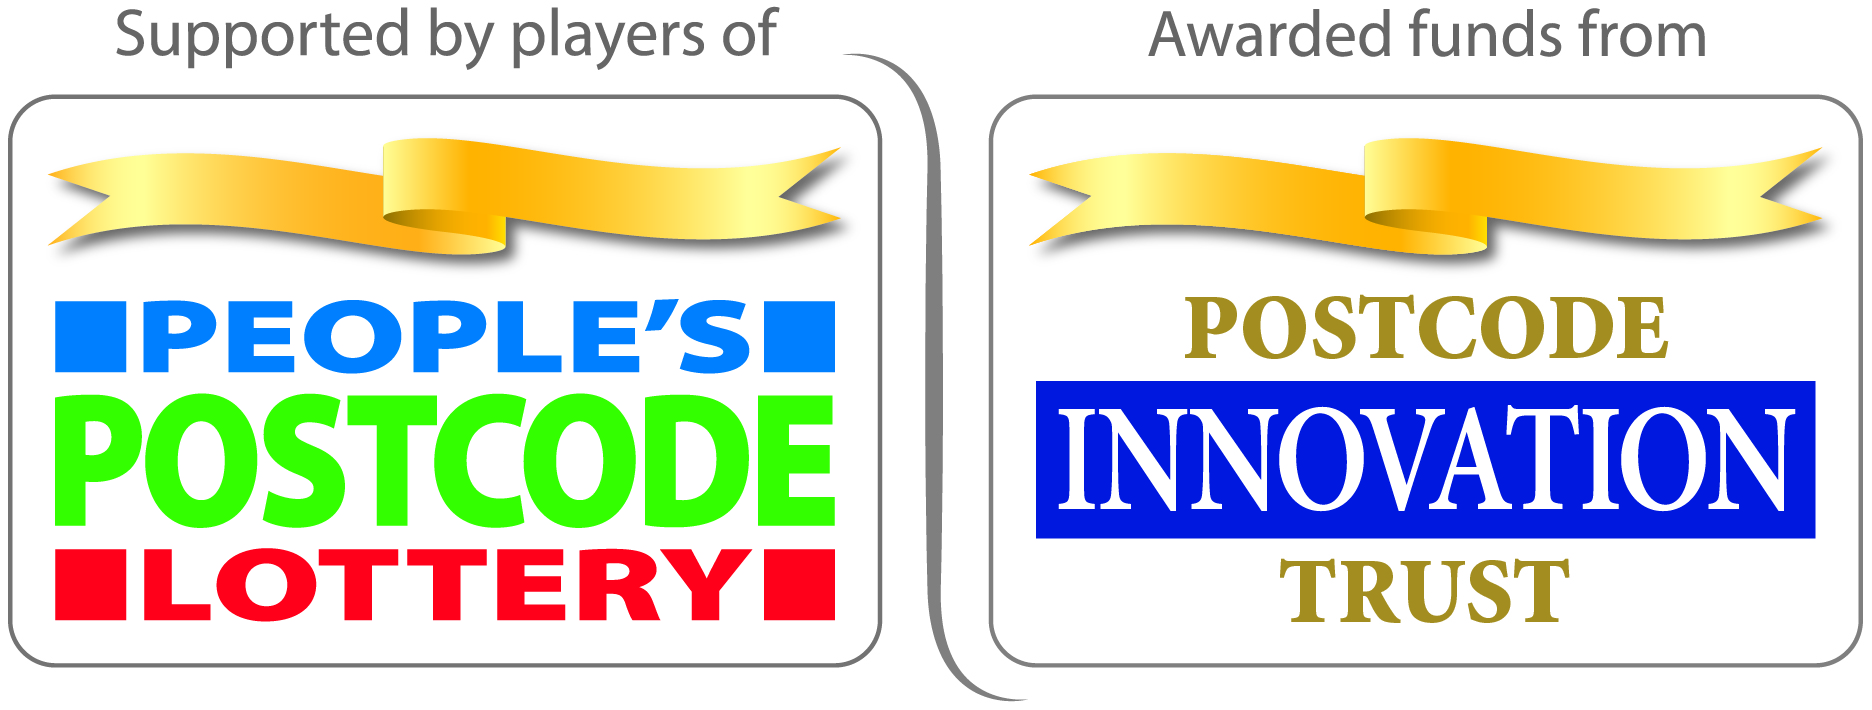 Supported by players of
PEOPLE'S
POSTCODE
LOTTERY
Awarded funds from
POSTCODE
INNOVATION
TRUST